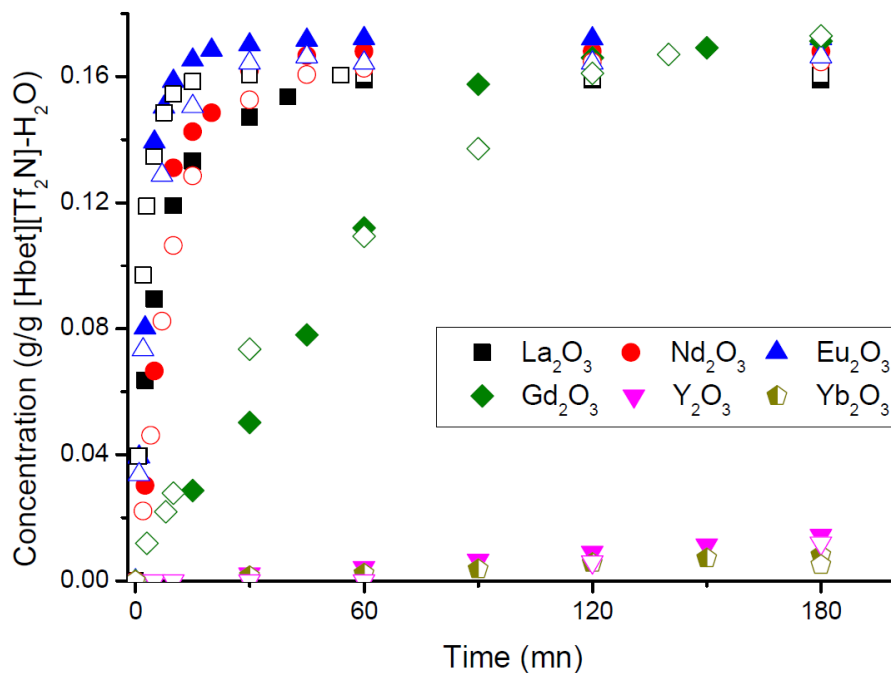 Concentration (g/g [Hbet][Tf₂N]-H₂O)
0.16
0.12
0.08
0.04
0.00
La₂O₃ Nd₂O₃ Eu₂O₃
Gd₂O₃ Y₂O₃ Yb₂O₃
0 60 120 180
Time (mn)